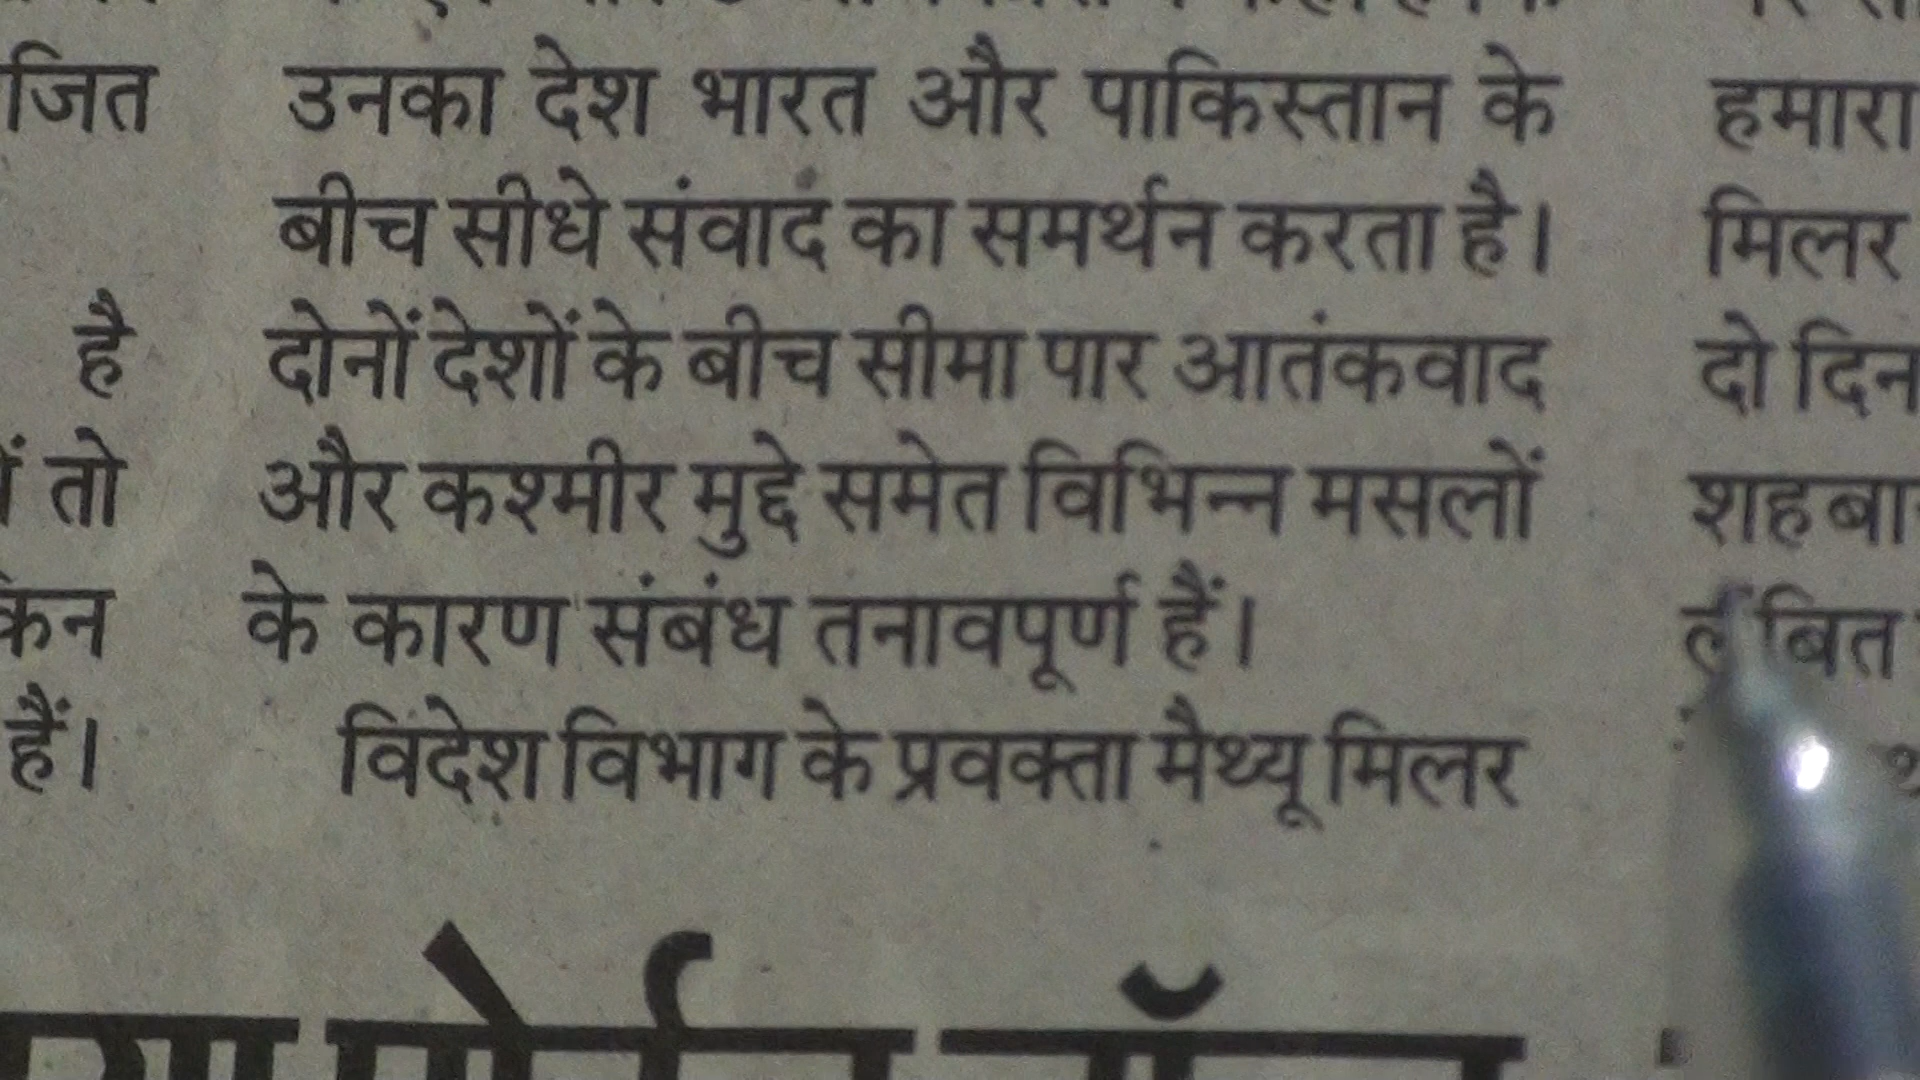 जित
है
तो
हैं।
उनका देश भारत और पाकिस्तान के
बीच सीधे संवाद का समर्थन करता है।
दोनों देशों के बीच सीमा पार आतंकवाद
और कश्मीर मुद्दे समेत विभिन्न मसलों
के कारण संबंध तनावपूर्ण हैं।
विदेश विभाग के प्रवक्ता मैथ्यू मिलर
हमारा
मिलर
दो दिन